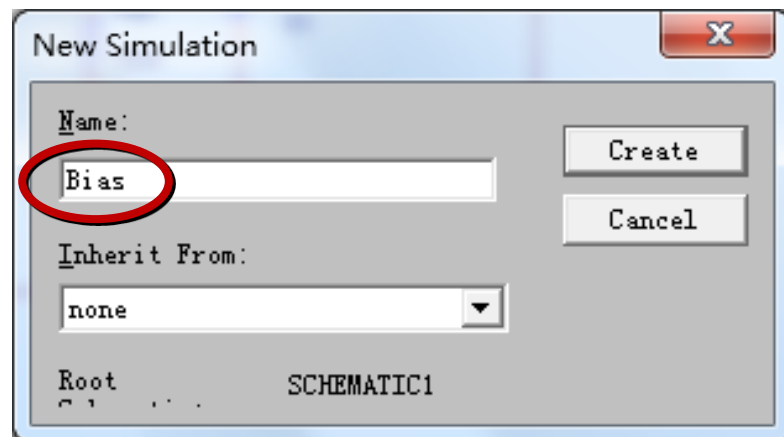 New Simulation
Name:
Bias
Create
Cancel
Inherit From:
none
Root
SCHEMATIC1